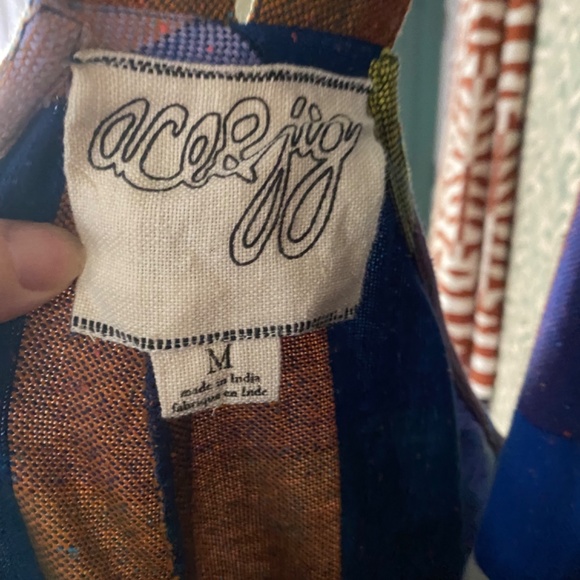 ace&jig
M
made in India
fabriqué en Inde